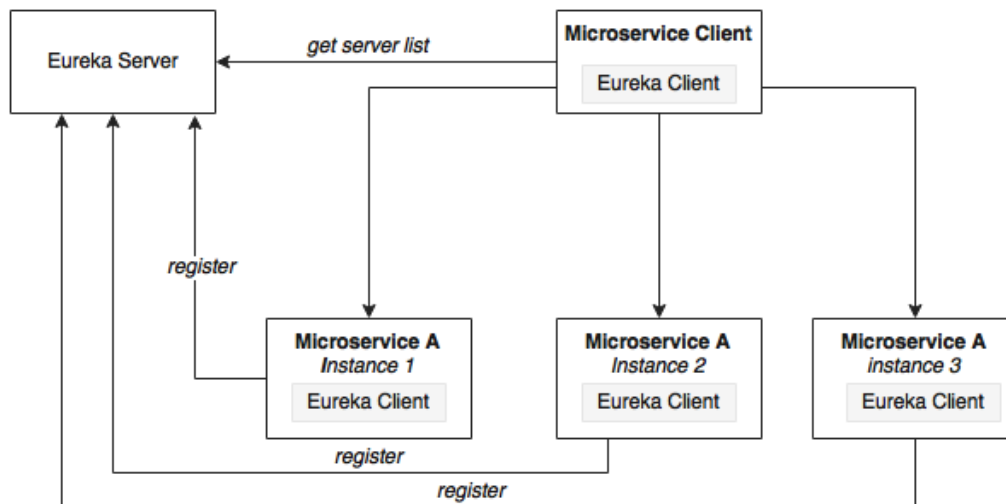 Microservice Client
get server list
Eureka Server
Eureka Client
register
Microservice A
Instance 1
Eureka Client
Microservice A
Instance 2
Eureka Client
Microservice A
instance 3
Eureka Client
register
register